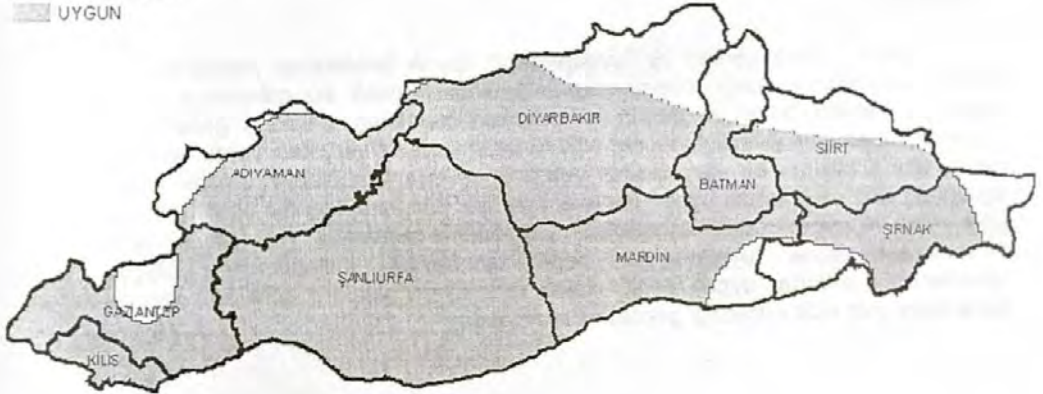 UYGUN
DİYARBAKIR
SİİRT
ADIYAMAN
BATMAN
ŞIRNAK
MARDİN
ŞANLIURFA
GAZİANTEP
KİLİS